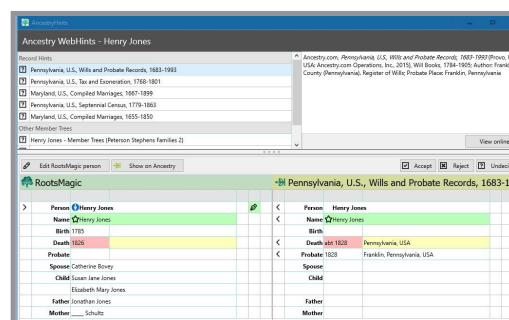 AncestryHints
Ancestry WebHints - Henry Jones
Record Hints
Pennsylvania, U.S., Wills and Probate Records, 1683-1993
Pennsylvania, U.S., Tax and Exoneration, 1768-1801
Maryland, U.S., Compiled Marriages, 1667-1899
Pennsylvania, U.S., Septennial Census, 1779-1863
Maryland, U.S., Compiled Marriages, 1655-1850
Other Member Trees
Henry Jones - Member Trees (Peterson Stephens Families 2)
Ancestry.com, Pennsylvania, U.S., Wills and Probate Records, 1683-1993 (Provo,
USA: Ancestry.com Operations, Inc., 2015), Will Books, 1784-1905; Author: Frankl
County (Pennsylvania). Register of Wills; Probate Place: Franklin, Pennsylvania
View online
Edit RootsMagic person Show on Ancestry Accept Reject Undeci
RootsMagic Pennsylvania, U.S., Wills and Probate Records, 1683-1
Person Henry Jones Person Henry Jones
Name Henry Jones Name Henry Jones
Birth 1785 Birth
Death 1826 Death abt 1828 Pennsylvania, USA
Probate Probate 1828 Franklin, Pennsylvania, USA
Spouse Catherine Bovey Spouse
Child Susan Jane Jones Child
Elizabeth Mary Jones
Father Jonathan Jones Father
Mother ____ Schultz Mother